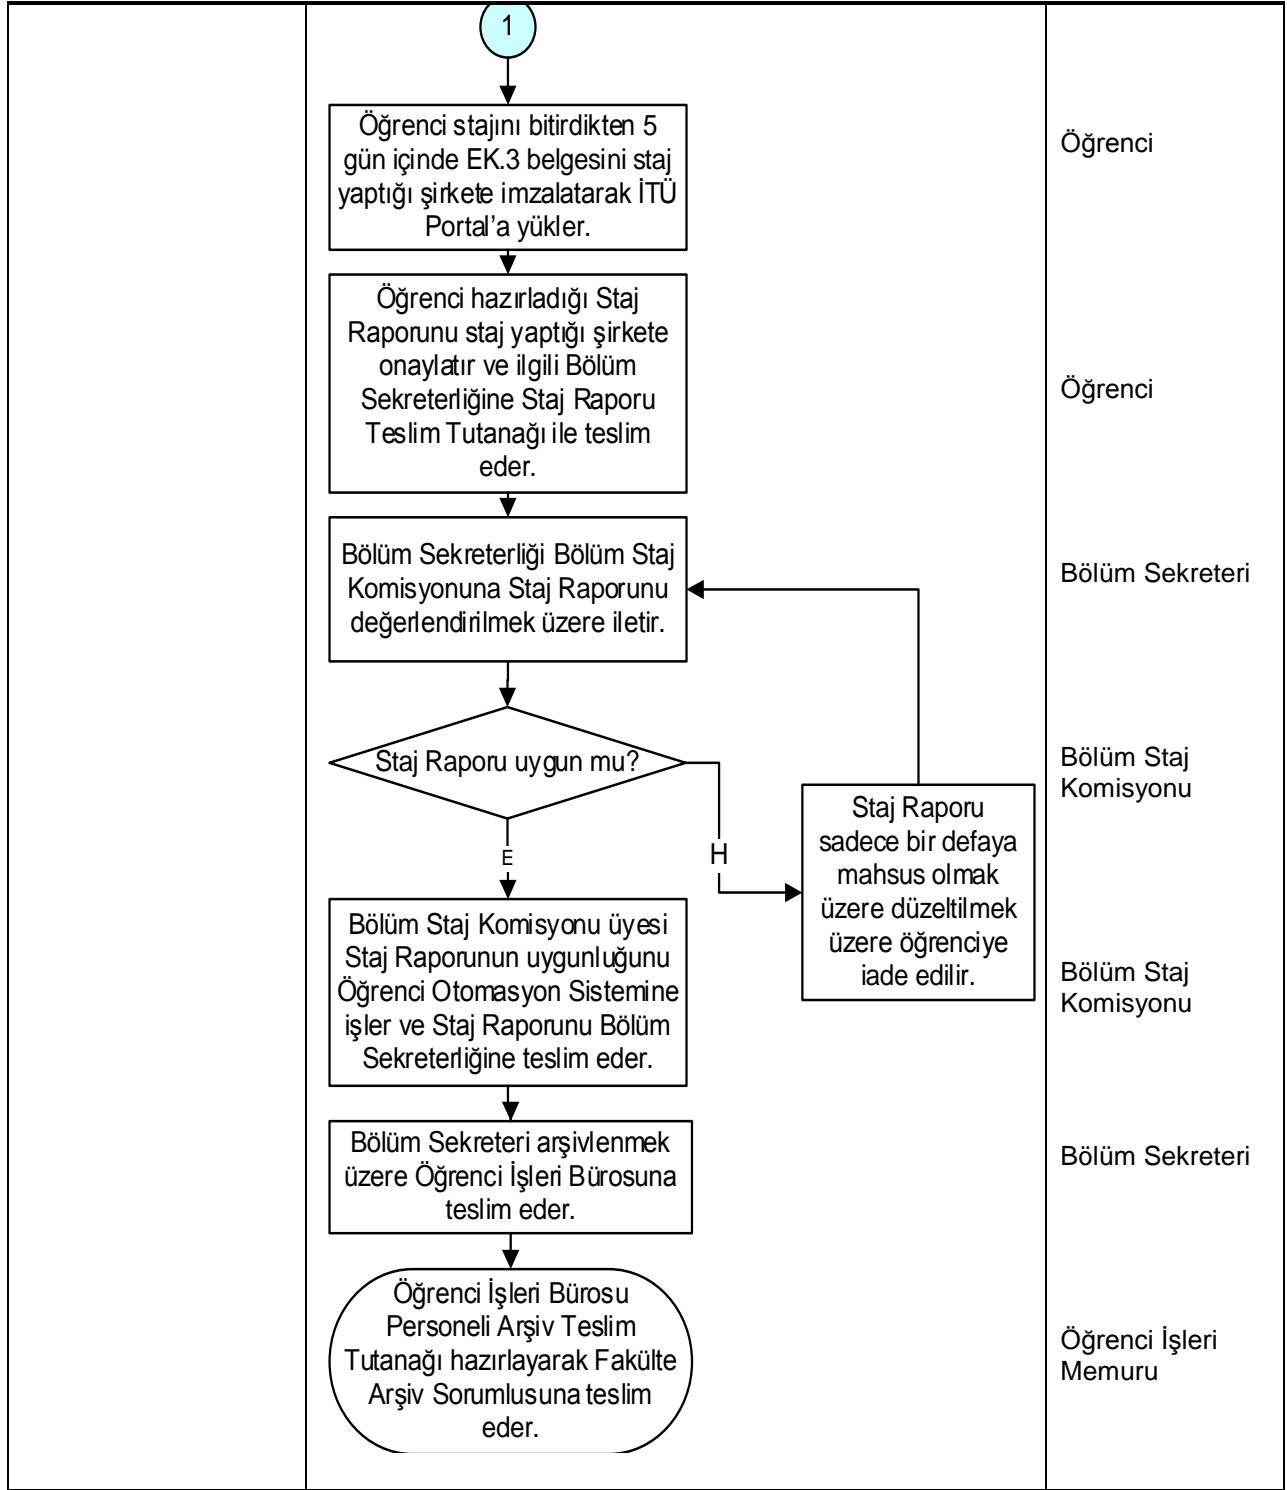 1
Öğrenci stajını bitirdikten 5
gün içinde EK.3 belgesini staj
yaptığı şirkete imzalatarak İTÜ
Portal’a yükler.
Öğrenci
Öğrenci hazırladığı Staj
Raporunu staj yaptığı şirkete
onaylatır ve ilgili Bölüm
Sekreterliğine Staj Raporu
Teslim Tutanağı ile teslim
eder.
Öğrenci
Bölüm Sekreterliği Bölüm Staj
Komisyonuna Staj Raporunu
değerlendirilmek üzere iletir.
Bölüm Sekreteri
Staj Raporu uygun mu?
Bölüm Staj
Komisyonu
E
H
Staj Raporu
sadece bir defaya
mahsus olmak
üzere düzeltilmek
üzere öğrenciye
iade edilir.
Bölüm Staj Komisyonu üyesi
Staj Raporunun uygunluğunu
Öğrenci Otomasyon Sistemine
işler ve Staj Raporunu Bölüm
Sekreterliğine teslim eder.
Bölüm Staj
Komisyonu
Bölüm Sekreteri arşivlenmek
üzere Öğrenci İşleri Bürosuna
teslim eder.
Bölüm Sekreteri
Öğrenci İşleri Bürosu
Personeli Arşiv Teslim
Tutanağı hazırlayarak Fakülte
Arşiv Sorumlusuna teslim
eder.
Öğrenci İşleri
Memuru